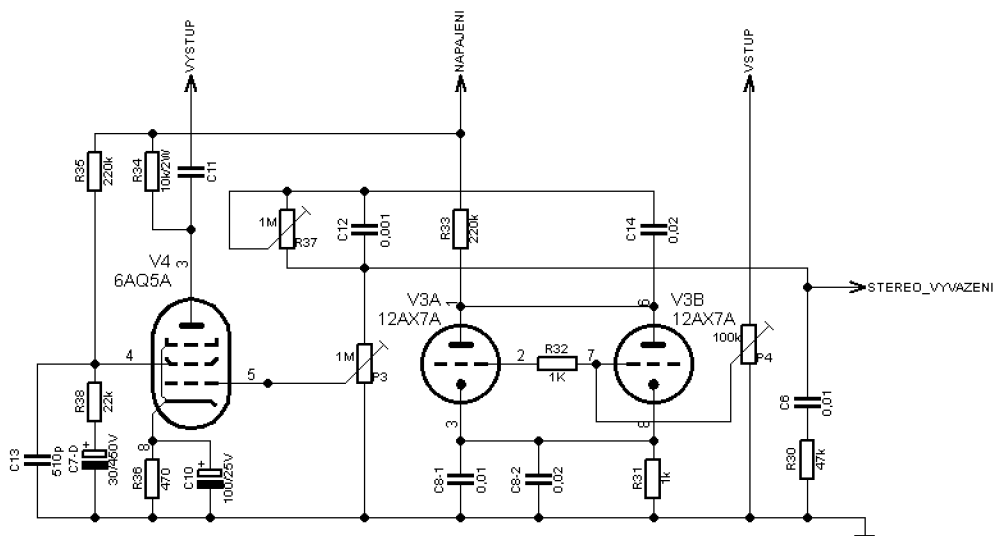 VYSTUP
NAPAJENI
VSTUP
R35
220k
R34
10k/2W
C11
1M
R37
C12
0,001
R33
220k
C14
0,02
3
V4
6AQ5A
STEREO_VYVAZENI
V3A
12AX7A
1
6
V3B
12AX7A
100k
P4
4
5
1M
P3
2
R32
1K
7
R38
22k
C6
0,01
C13
510p
C7-D
+
30/450V
8
R36
470
C10
+
100/25V
3
C8-1
0,01
C8-2
0,02
8
R31
1k
R30
47k